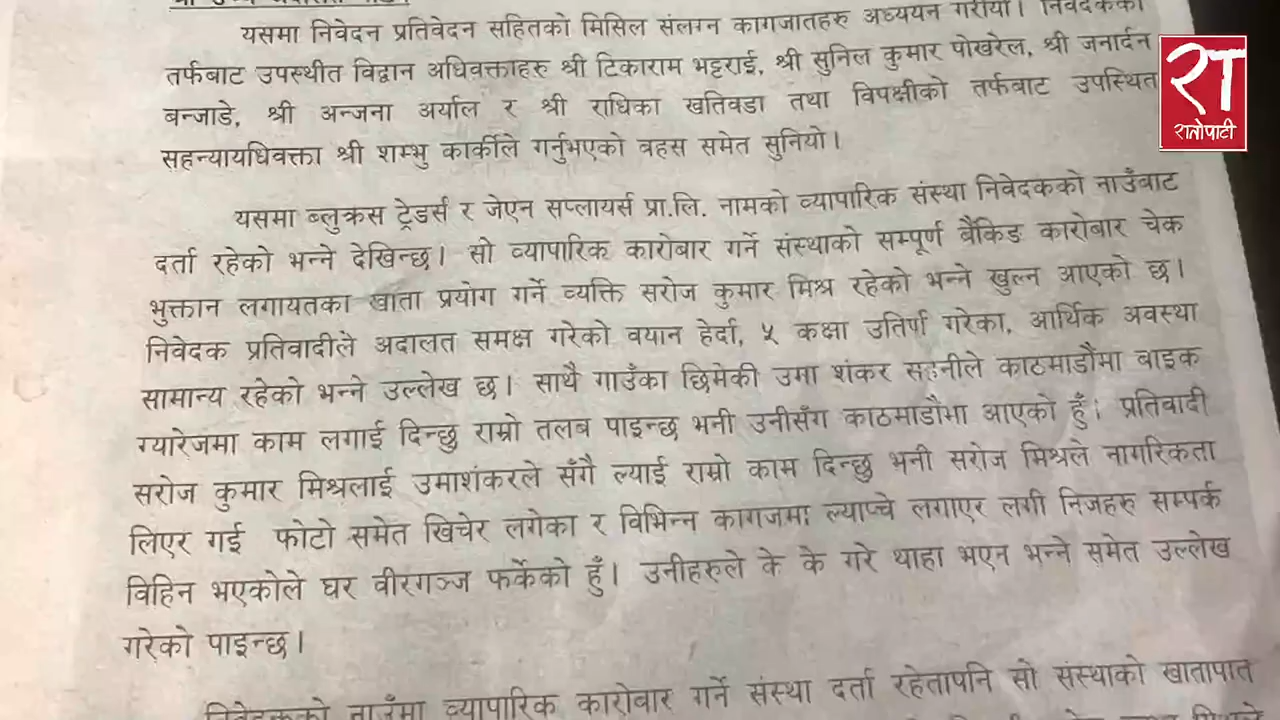 यसमा निवेदन प्रतिवेदन सहितको मिसिल संलग्न कागजातहरु अध्ययन गरीयो। निवेदकको
तर्फबाट उपस्थीत विद्वान अधिवक्ताहरु श्री टिकाराम भट्टराई, श्री सुनिल कुमार पोखरेल, श्री जनार्दन
बन्जाडे, श्री अन्जना अर्याल र श्री राधिका खतिवडा तथा विपक्षीको तर्फबाट उपस्थित
सहन्यायधिवक्ता श्री शम्भु कार्कीले गर्नुभएको वहस समेत सुनियो।
यसमा ब्लुक्रस ट्रेडर्स र जेएन सप्लायर्स प्रा.लि. नामको व्यापारिक संस्था निवेदकको नाउँबाट
दर्ता रहेको भन्ने देखिन्छ। सो व्यापारिक कारोबार गर्ने संस्थाको सम्पूर्ण बैंकिङ कारोबार चेक
भुक्तान लगायतका खाता प्रयोग गर्ने व्यक्ति सरोज कुमार मिश्र रहेको भन्ने खुल्न आएको छ।
निवेदक प्रतिवादीले अदालत समक्ष गरेको वयान हेर्दा, ५ कक्षा उतिर्ण गरेका, आर्थिक अवस्था
सामान्य रहेको भन्ने उल्लेख छ। साथै गाउँका छिमेकी उमा शंकर सहनीले काठमाडौंमा बाइक
ग्यारेजमा काम लगाई दिन्छु राम्रो तलब पाइन्छ भनी उनीसँग काठमाडौंमा आएको हुँ। प्रतिवादी
सरोज कुमार मिश्रलाई उमाशंकरले सँगै ल्याई राम्रो काम दिन्छु भनी सरोज मिश्रले नागरिकता
लिएर गई फोटो समेत खिचेर लगेका र विभिन्न कागजमा ल्याप्चे लगाएर लगी निजहरु सम्पर्क
विहिन भएकोले घर वीरगञ्ज फर्केको हुँ। उनीहरुले के के गरे थाहा भएन भन्ने समेत उल्लेख
गरेको पाइन्छ।
निवेदकको नाउँमा व्यापारिक कारोबार गर्ने संस्था दर्ता रहेतापनि सो संस्थाको खातापात
रा
रातोपाटी